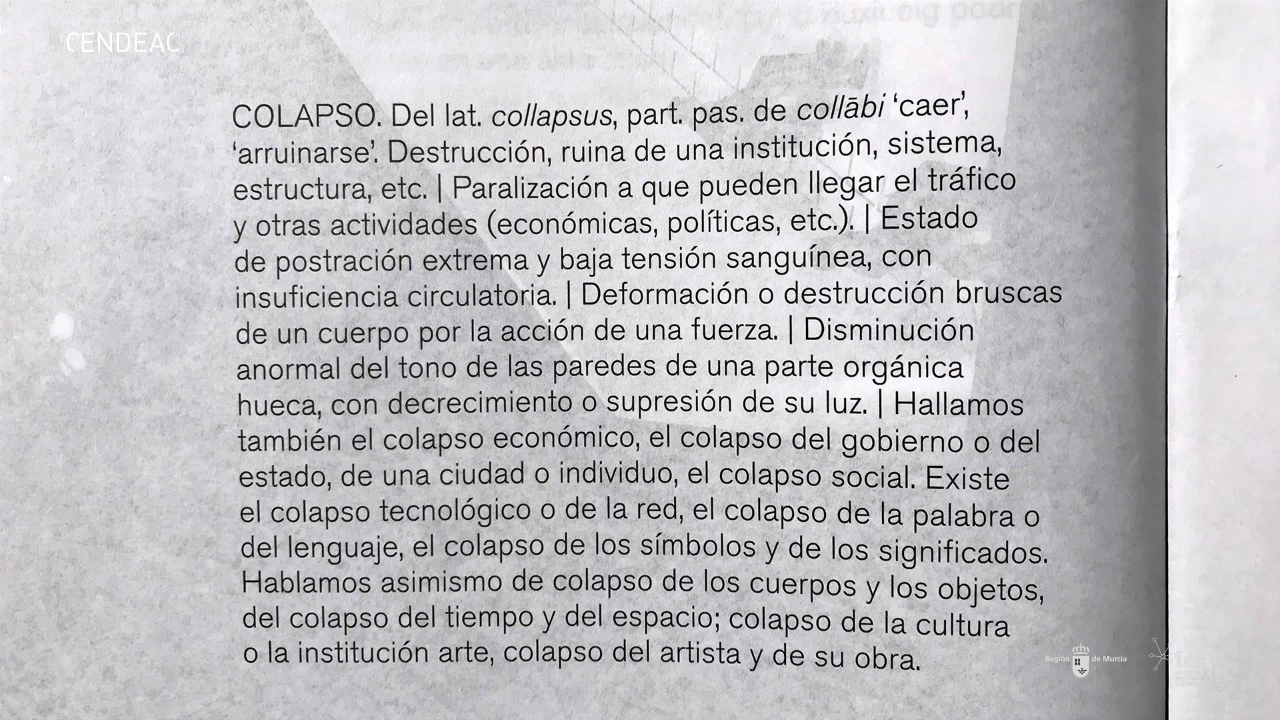 CENDEAC
COLAPSO. Del lat. collapsus, part. pas. de collābi ‘caer’,
‘arruinarse’. Destrucción, ruina de una institución, sistema,
estructura, etc. | Paralización a que pueden llegar el tráfico
y otras actividades (económicas, políticas, etc.). | Estado
de postración extrema y baja tensión sanguínea, con
insuficiencia circulatoria. | Deformación o destrucción bruscas
de un cuerpo por la acción de una fuerza. | Disminución
anormal del tono de las paredes de una parte orgánica
hueca, con decrecimiento o supresión de su luz. | Hallamos
también el colapso económico, el colapso del gobierno o del
estado, de una ciudad o individuo, el colapso social. Existe
el colapso tecnológico o de la red, el colapso de la palabra o
del lenguaje, el colapso de los símbolos y de los significados.
Hablamos asimismo de colapso de los cuerpos y los objetos,
del colapso del tiempo y del espacio; colapso de la cultura
o la institución arte, colapso del artista y de su obra.
Región de Murcia